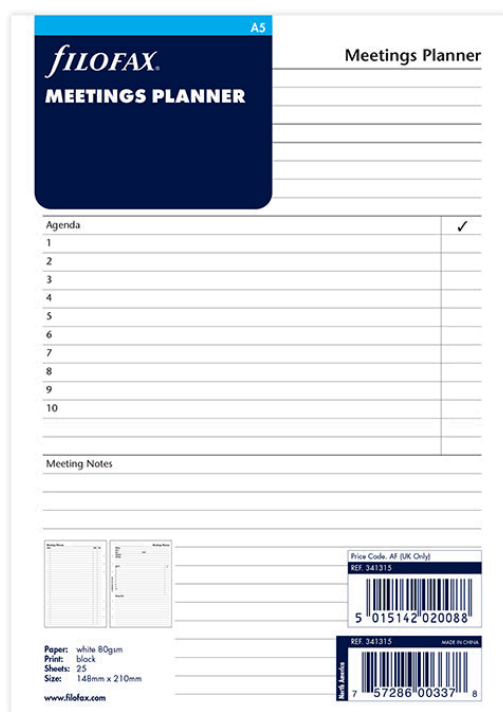 A5
fILOFAX®
MEETINGS PLANNER
Meetings Planner
Agenda ✓
1
2
3
4
5
6
7
8
9
10
Meeting Notes
Paper: white 80gsm
Print: black
Sheets: 25
Size: 148mm x 210mm
www.filofax.com
Price Code. AF (UK Only)
REF. 341315
5 015142 020088
REF. 341315 MADE IN CHINA
North America
7 57286 00337 8